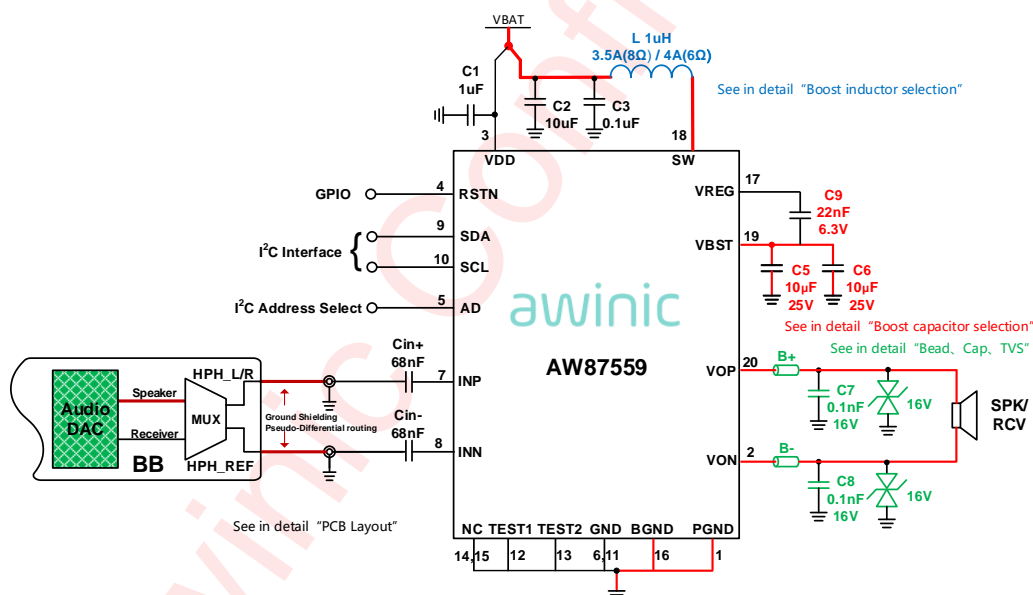 VBAT
L 1uH
3.5A(8Ω) / 4A(6Ω)
C1
1uF
C2
10uF
C3
0.1uF
See in detail “Boost inductor selection”
3
VDD
18
SW
GPIO
4
RSTN
17
VREG
C9
22nF
6.3V
I²C Interface
{
9
SDA
10
SCL
19
VBST
C5
10μF
25V
C6
10μF
25V
I²C Address Select
5
AD
awinic
AW87559
See in detail “Boost capacitor selection”
See in detail “Bead、Cap、TVS”
HPH_L/R
Cin+
68nF
7
INP
20
VOP
B+
C7
0.1nF
16V
16V
Audio
DAC
Speaker
Receiver
MUX
BB
HPH_REF
Ground Shielding
Pseudo-Differential routing
Cin-
68nF
8
INN
2
VON
B-
C8
0.1nF
16V
16V
SPK/
RCV
See in detail “PCB Layout”
NC TEST1 TEST2 GND BGND PGND
14,15 12 13 6,11 16 1
awinic Confi